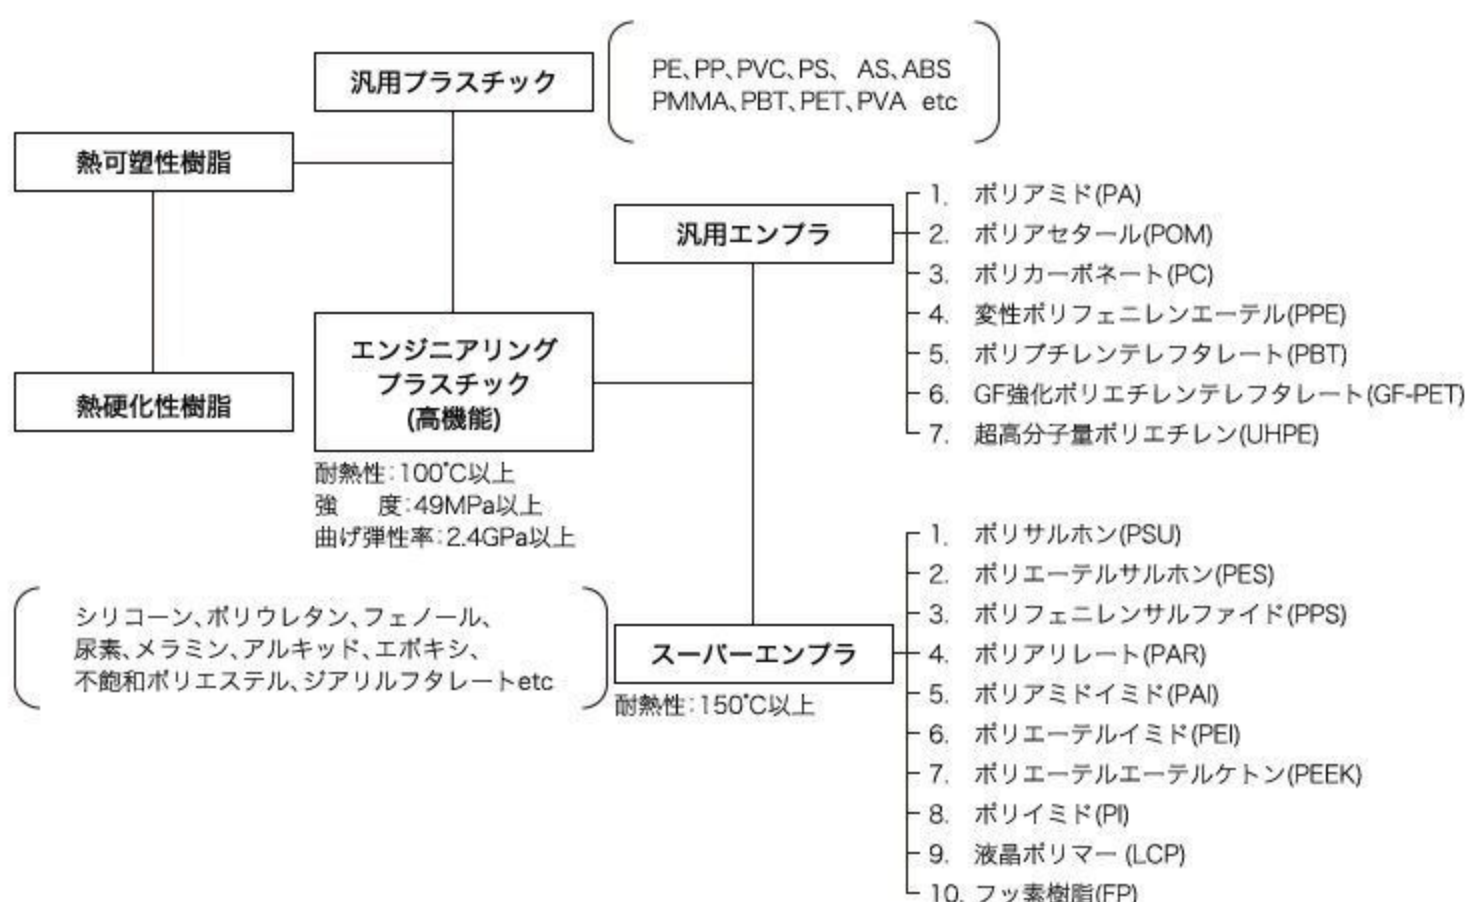 汎用プラスチック
PE、PP、PVC、PS、 AS、ABS
PMMA、PBT、PET、PVA etc
熱可塑性樹脂
熱硬化性樹脂
エンジニアリング
プラスチック
(高機能)
耐熱性:100℃以上
強 度:49MPa以上
曲げ弾性率:2.4GPa以上
汎用エンプラ
1. ポリアミド(PA)
2. ポリアセタール(POM)
3. ポリカーボネート(PC)
4. 変性ポリフェニレンエーテル(PPE)
5. ポリブチレンテレフタレート(PBT)
6. GF強化ポリエチレンテレフタレート(GF-PET)
7. 超高分子量ポリエチレン(UHPE)
シリコーン、ポリウレタン、フェノール、
尿素、メラミン、アルキッド、エポキシ、
不飽和ポリエステル、ジアリルフタレートetc
スーパーエンプラ
耐熱性:150℃以上
1. ポリサルホン(PSU)
2. ポリエーテルサルホン(PES)
3. ポリフェニレンサルファイド(PPS)
4. ポリアリレート(PAR)
5. ポリアミドイミド(PAI)
6. ポリエーテルイミド(PEI)
7. ポリエーテルエーテルケトン(PEEK)
8. ポリイミド(PI)
9. 液晶ポリマー (LCP)
10. フッ素樹脂(FP)